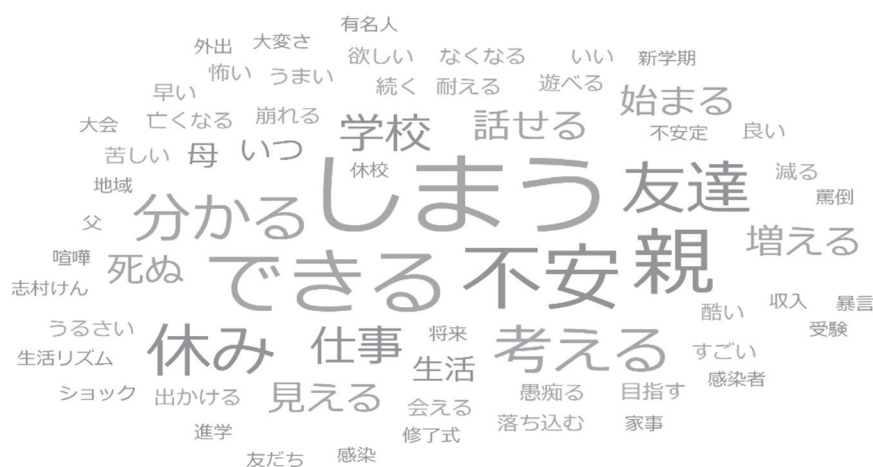 有名人
外出 大変さ
欲しい なくなる いい 新学期
怖い うまい
早い 続く 耐える 遊べる 始まる
大会 亡くなる 崩れる 学校 話せる 不安定 良い
苦しい 母 いつ
休校 しまう 友達 減る
地域 罵倒
父 分かる
喧嘩 死ぬ できる 不安 親 増える
志村けん
酷い 収入 暴言
うるさい 休み 仕事 将来 考える 受験
生活リズム 生活 すごい
ショック 出かける 見える 会える 愚痴る 目指す 感染者
進学 修了式 落ち込む 家事
友だち 感染